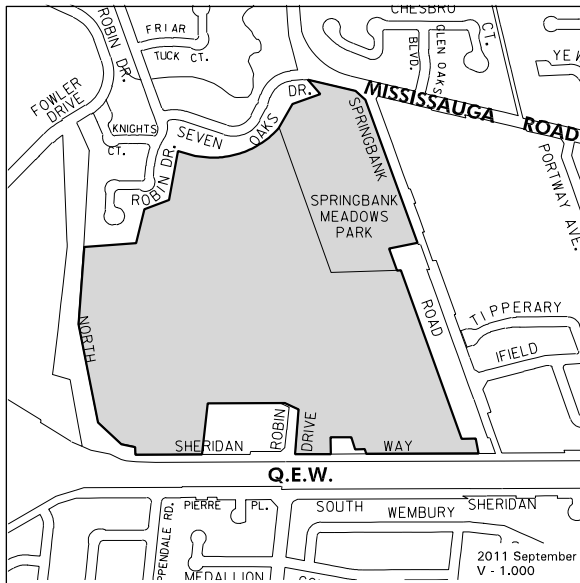 CHESBRO
CT.
ROBIN DR.
FRIAR
TUCK CT.
BLVD.
GLEN OAKS
FOWLER
DRIVE
DR.
MISSISSAUGA ROAD
KNIGHTS
CT.
SEVEN OAKS
SPRINGBANK
PORTWAY AVE.
ROBIN DR.
SPRINGBANK
MEADOWS
PARK
NORTH
ROAD
TIPPERARY
IFIELD
SHERIDAN
ROBIN
DRIVE
WAY
Q.E.W.
PIERRE PL.
SOUTH
WEMBURY
SHERIDAN
MEDALLION
2011 September
V - 1.000